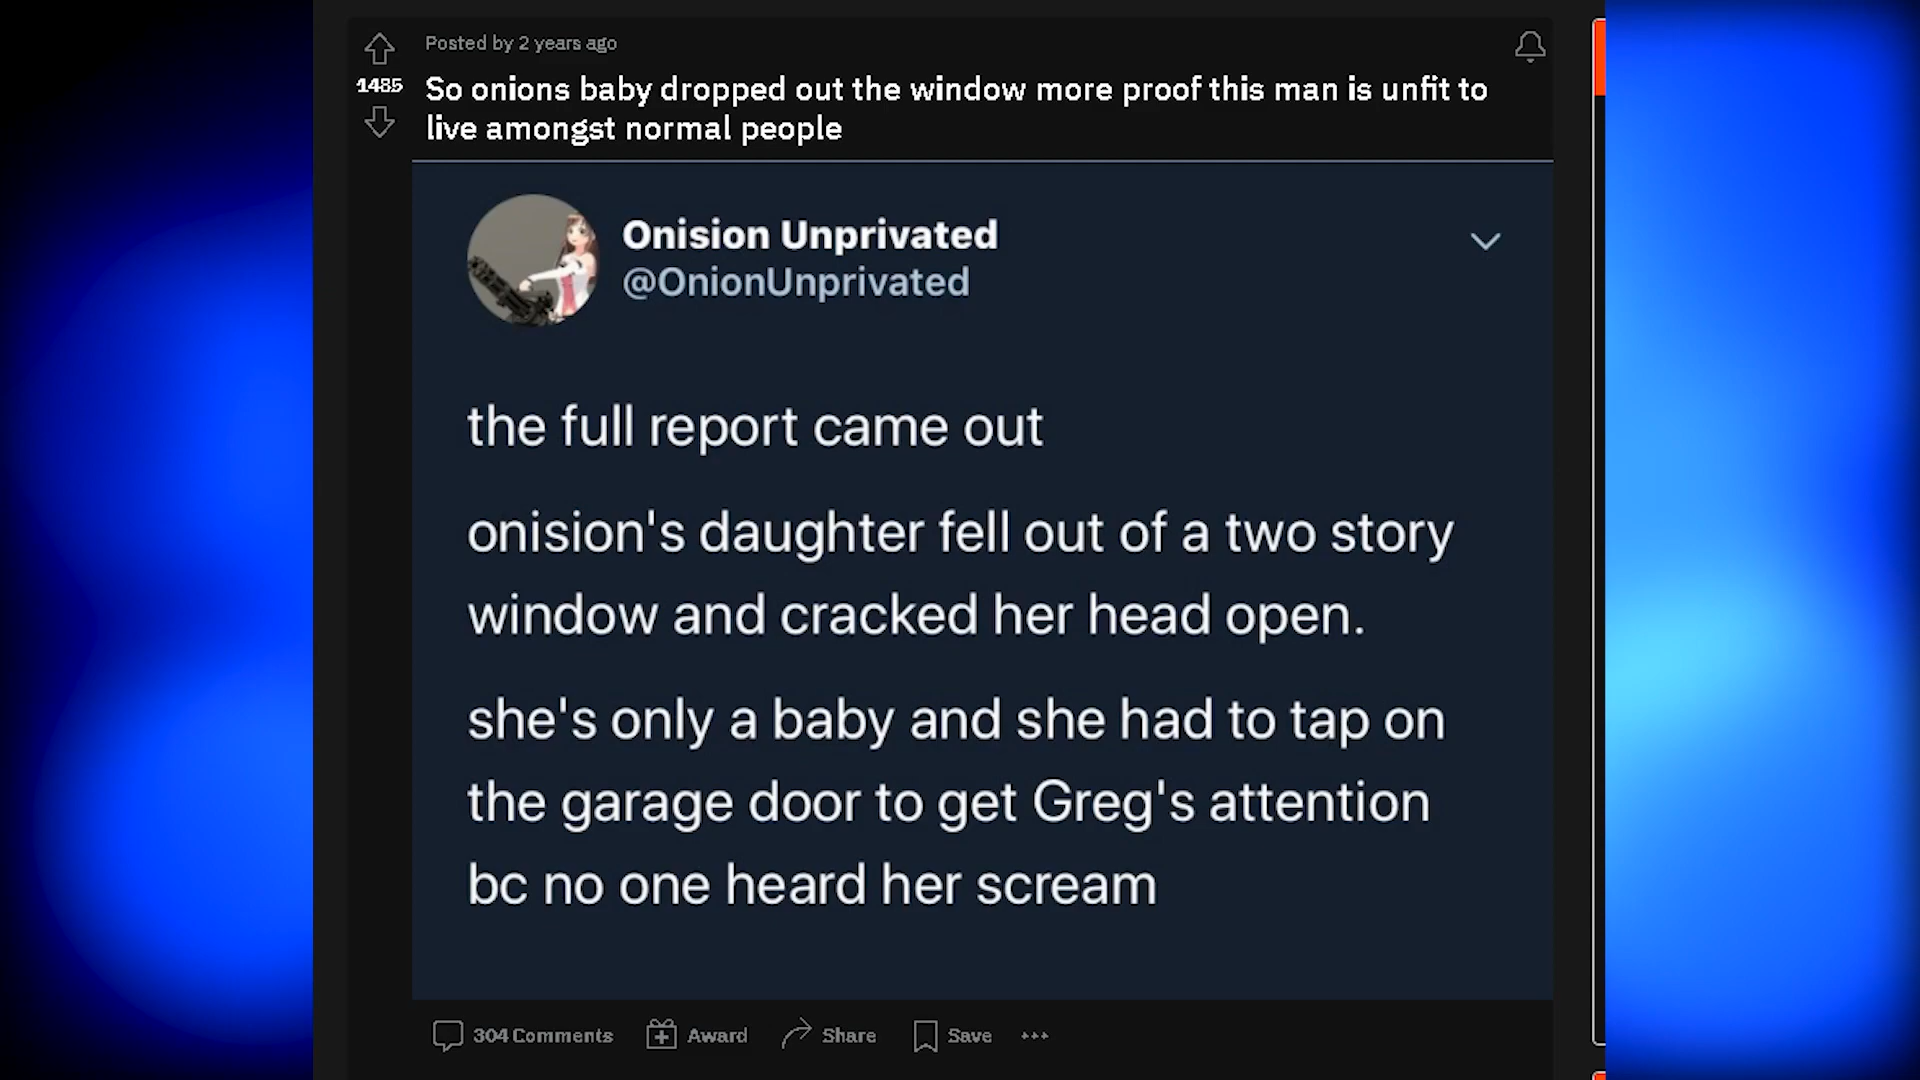 Posted by 2 years ago
1485
So onions baby dropped out the window more proof this man is unfit to
live amongst normal people
Onision Unprivated
@OnionUnprivated
the full report came out
onision's daughter fell out of a two story
window and cracked her head open.
she's only a baby and she had to tap on
the garage door to get Greg's attention
bc no one heard her scream
304 Comments Award Share Save